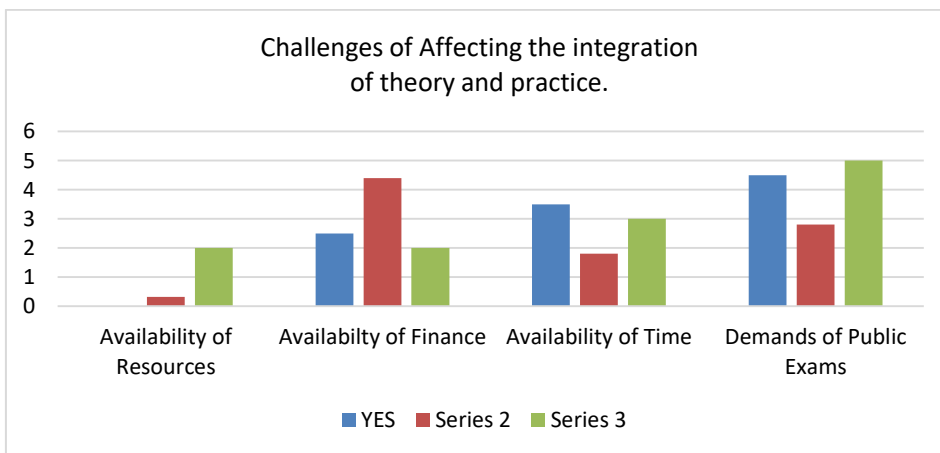 Challenges of Affecting the integration
of theory and practice.
6
5
4
3
2
1
0
Availability of Resources
Availabilty of Finance
Availability of Time
Demands of Public Exams
YES
Series 2
Series 3